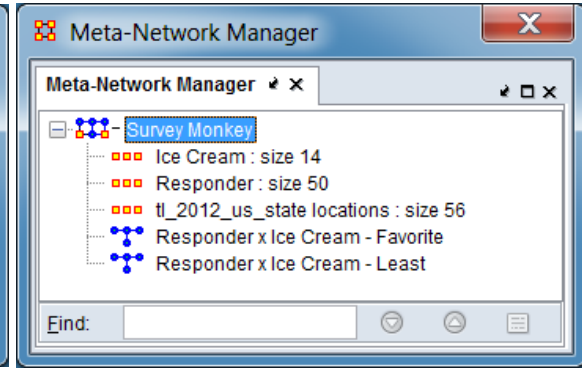 Meta-Network Manager
Meta-Network Manager
Survey Monkey
Ice Cream : size 14
Responder : size 50
tl_2012_us_state locations : size 56
Responder x Ice Cream - Favorite
Responder x Ice Cream - Least
Find: